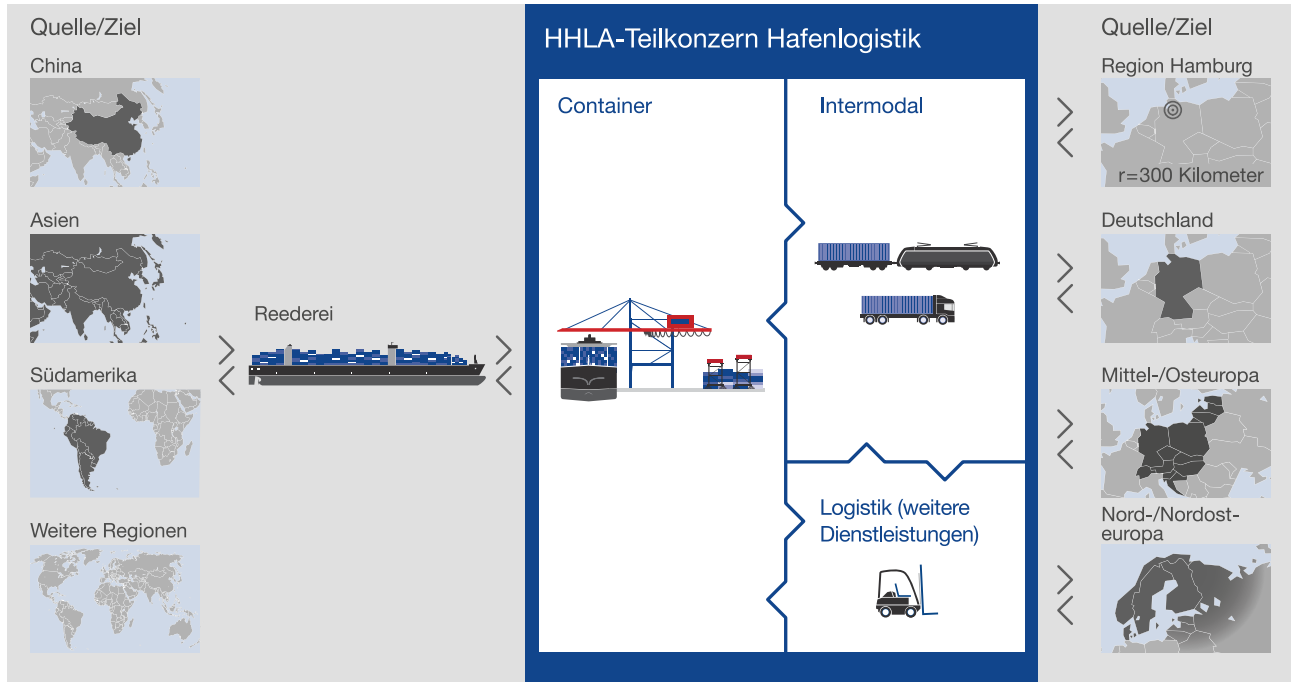 Quelle/Ziel
China
Asien
Südamerika
Weitere Regionen
Reederei
HHLA-Teilkonzern Hafenlogistik
Container
Intermodal
Logistik (weitere
Dienstleistungen)
Quelle/Ziel
Region Hamburg
r=300 Kilometer
Deutschland
Mittel-/Osteuropa
Nord-/Nordost-
europa